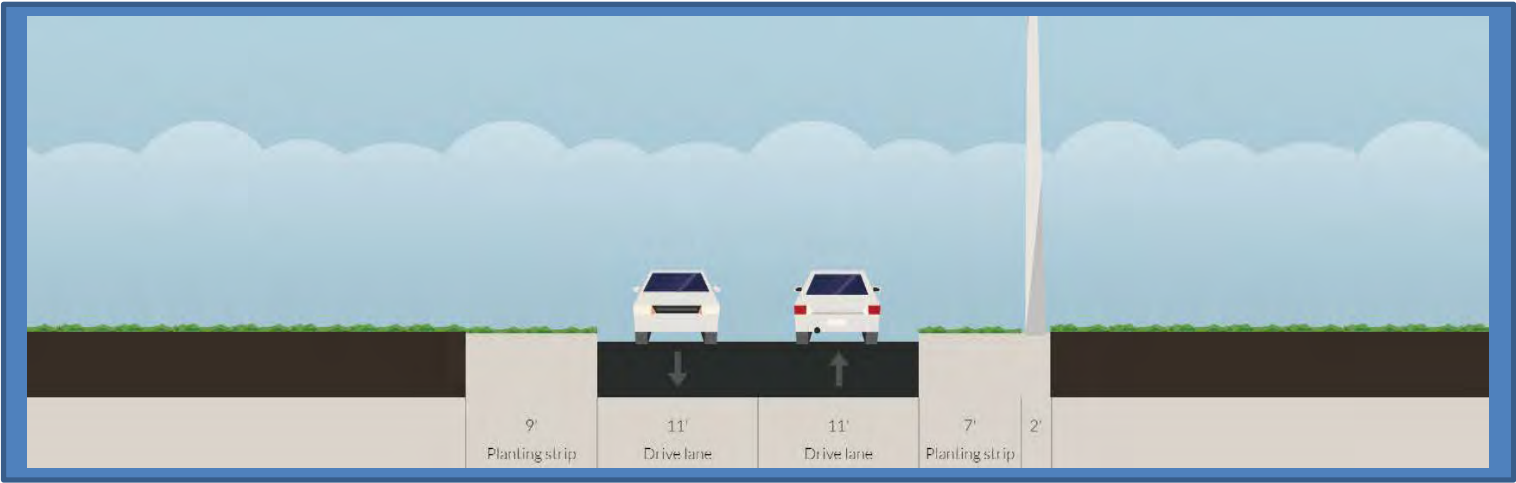 9' 11' 11' 7' 2'
Planting strip Drive lane Drive lane Planting strip